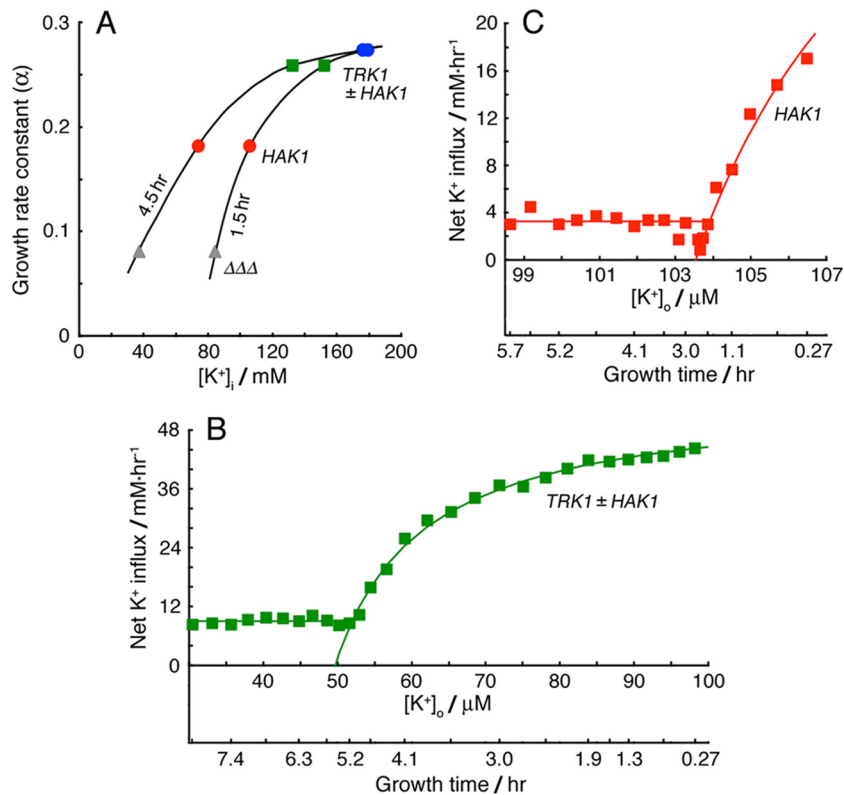 A
0.3
0.2
0.1
0
Growth rate constant (α)
4.5 hr
1.5 hr
TRK1
± HAK1
HAK1
ΔΔΔ
0 40 80 120 160 200
[K⁺]ᵢ / mM
C
20
16
12
8
4
0
Net K⁺ influx / mM·hr⁻¹
HAK1
99 101 103 105 107
[K⁺]ₒ / μM
5.7 5.2 4.1 3.0 1.1 0.27
Growth time / hr
B
48
36
24
12
0
Net K⁺ influx / mM·hr⁻¹
TRK1 ± HAK1
40 50 60 70 80 90 100
[K⁺]ₒ / μM
7.4 6.3 5.2 4.1 3.0 1.9 1.3 0.27
Growth time / hr